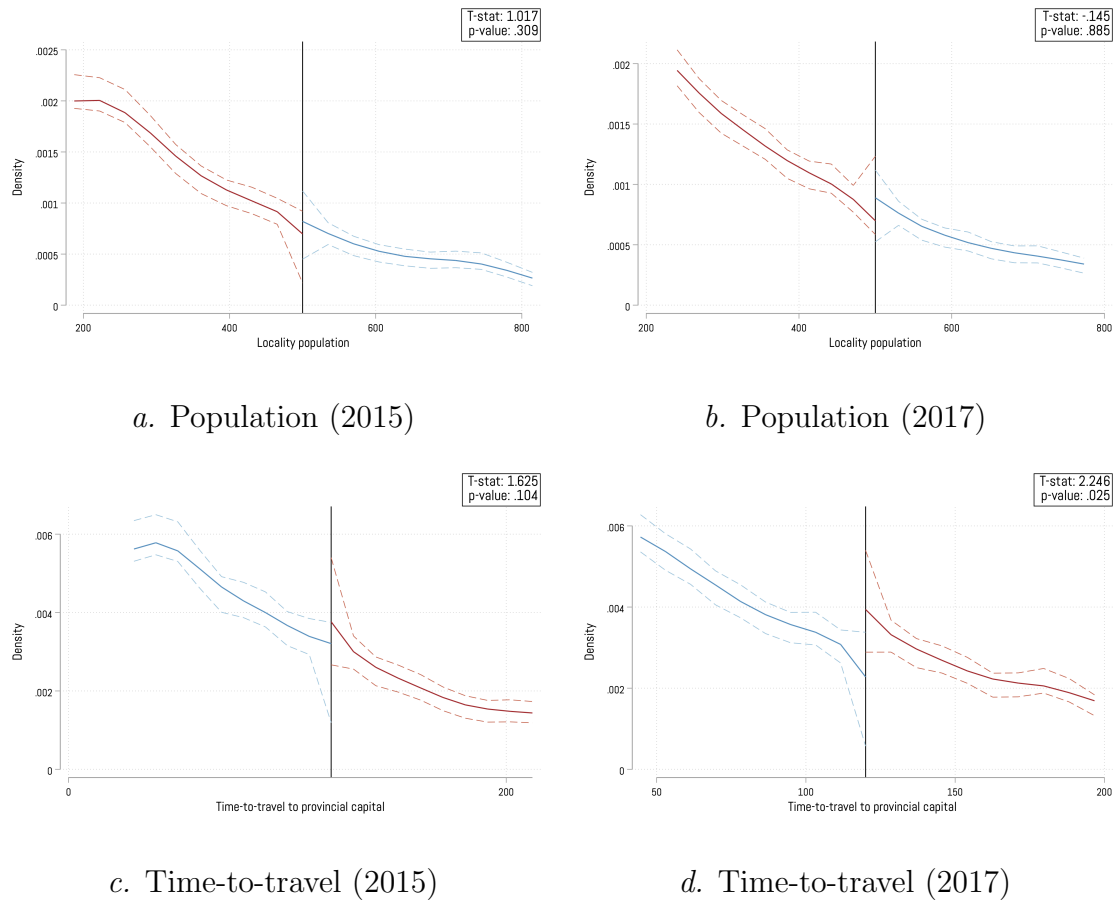 T-stat: 1.017
p-value: .309
.0025
.002
.0015
.001
.0005
0
Density
200
400
600
800
Locality population
a. Population (2015)
T-stat: -.145
p-value: .885
.002
.0015
.001
.0005
0
Density
200
400
600
800
Locality population
b. Population (2017)
T-stat: 1.625
p-value: .104
.006
.004
.002
0
Density
0
200
Time-to-travel to provincial capital
c. Time-to-travel (2015)
T-stat: 2.246
p-value: .025
.006
.004
.002
0
Density
50
100
150
200
Time-to-travel to provincial capital
d. Time-to-travel (2017)